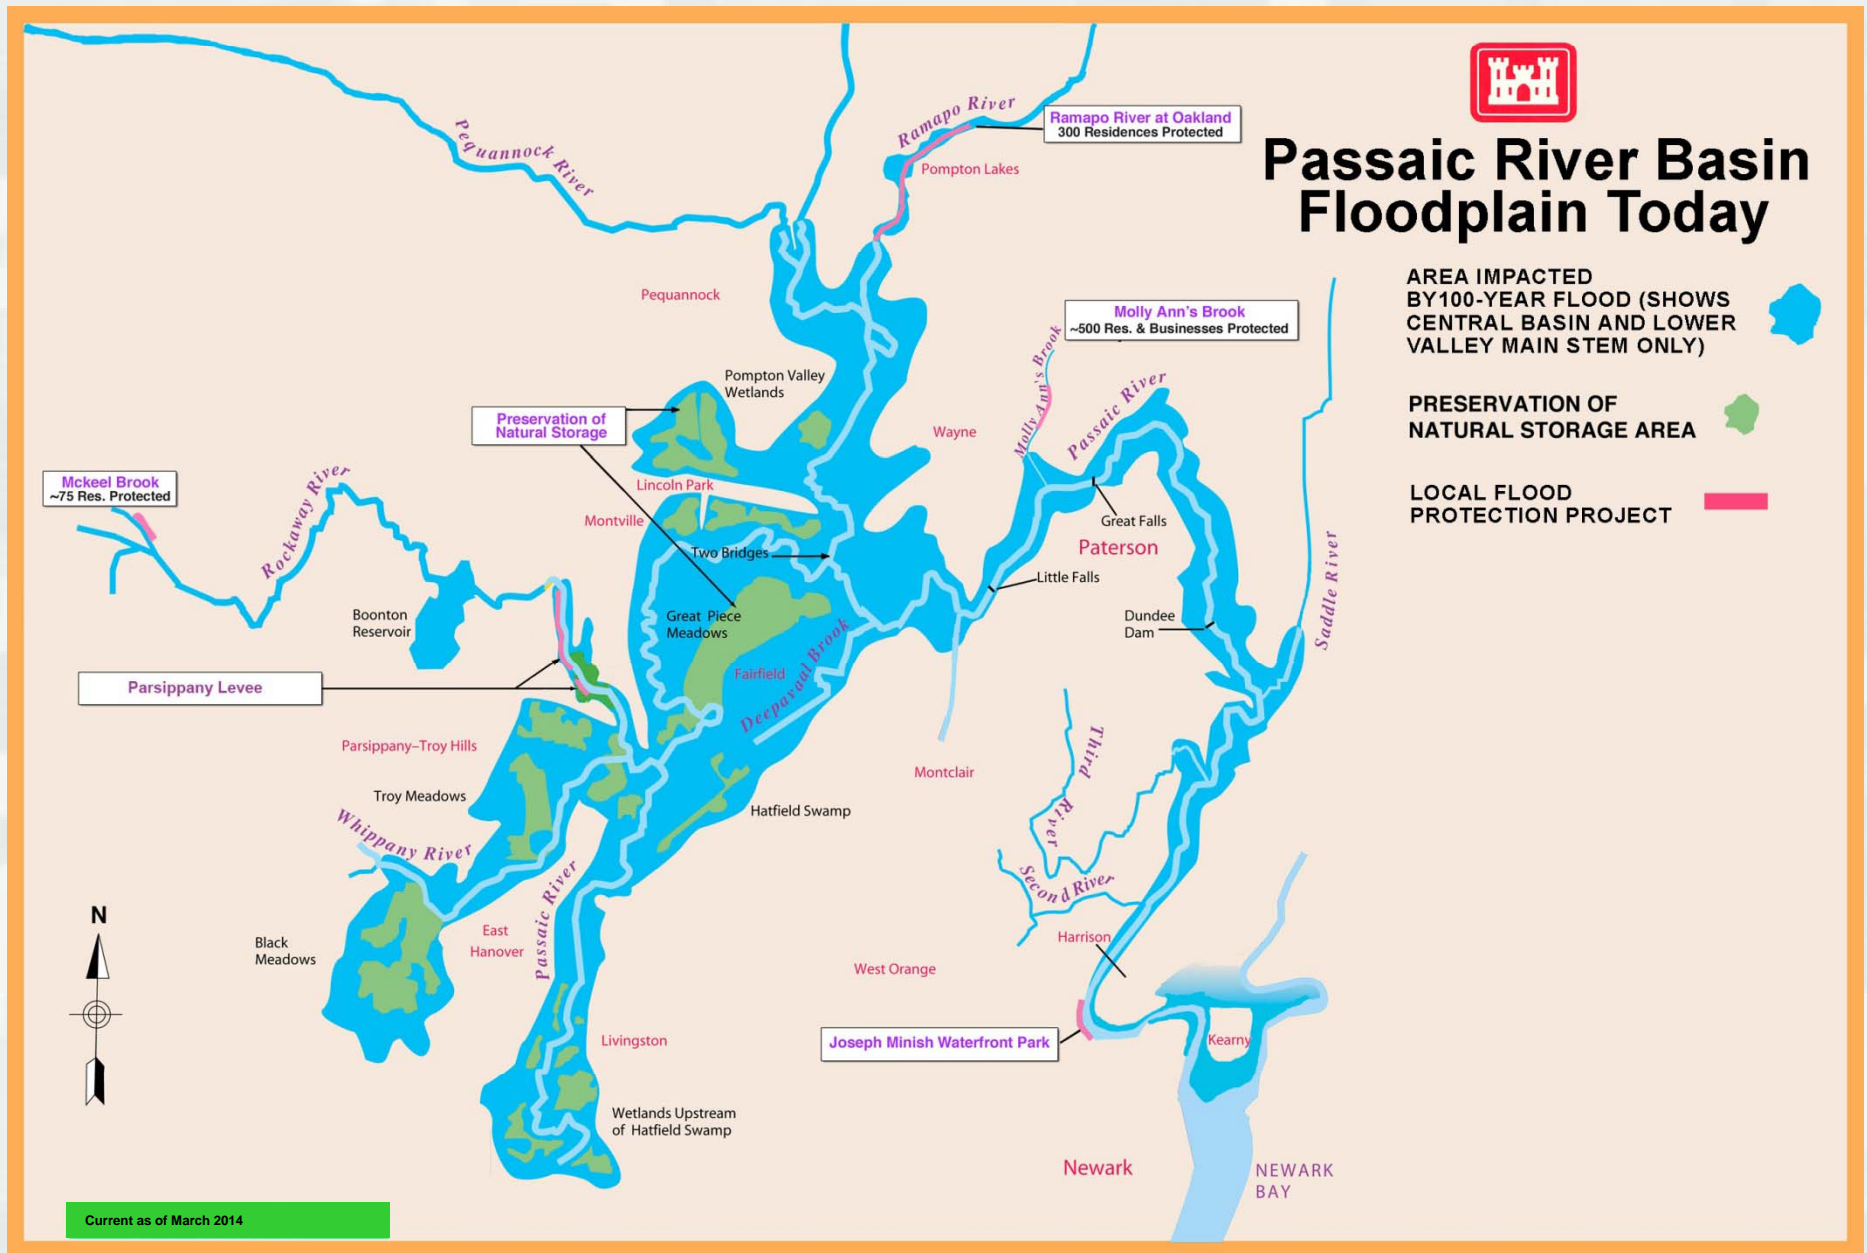 Passaic River Basin
Floodplain Today
AREA IMPACTED
BY100-YEAR FLOOD (SHOWS
CENTRAL BASIN AND LOWER
VALLEY MAIN STEM ONLY)
PRESERVATION OF
NATURAL STORAGE AREA
LOCAL FLOOD
PROTECTION PROJECT
Pequannock River
Ramapo River
Ramapo River at Oakland
300 Residences Protected
Pompton Lakes
Pequannock
Molly Ann's Brook
~500 Res. & Businesses Protected
Molly Ann's Brook
Passaic River
Pompton Valley
Wetlands
Preservation of
Natural Storage
Wayne
Mckeel Brook
~75 Res. Protected
Rockaway River
Lincoln Park
Montville
Great Falls
Paterson
Two Bridges
Little Falls
Saddle River
Boonton
Reservoir
Great Piece
Meadows
Dundee
Dam
Fairfield
Deepavaal Brook
Parsippany Levee
Parsippany–Troy Hills
Third
River
Montclair
Troy Meadows
Hatfield Swamp
Whippany River
Passaic River
Second River
N
East
Hanover
Black
Meadows
Harrison
West Orange
Livingston
Joseph Minish Waterfront Park
Kearny
Wetlands Upstream
of Hatfield Swamp
Newark
NEWARK
BAY
Current as of March 2014